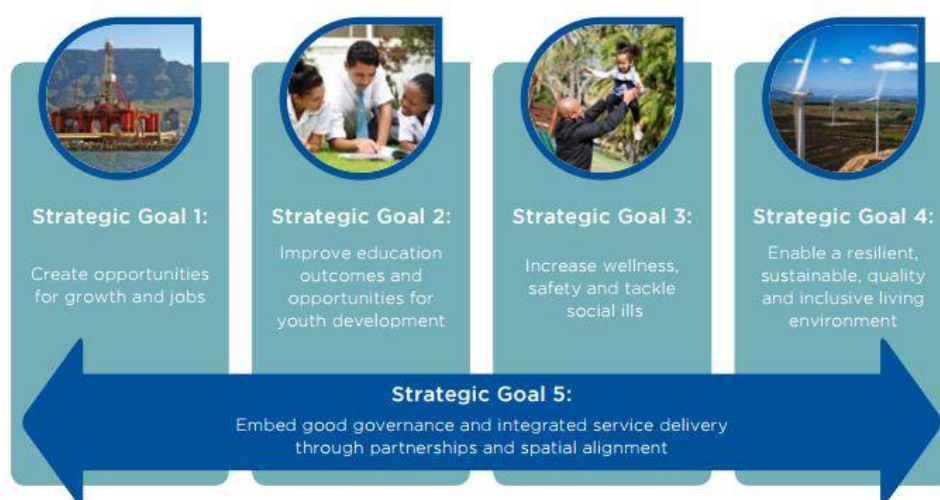 Strategic Goal 1:
Create opportunities
for growth and jobs
Strategic Goal 2:
Improve education
outcomes and
opportunities for
youth development
Strategic Goal 3:
Increase wellness,
safety and tackle
social ills
Strategic Goal 4:
Enable a resilient,
sustainable, quality
and inclusive living
environment
Strategic Goal 5:
Embed good governance and integrated service delivery
through partnerships and spatial alignment